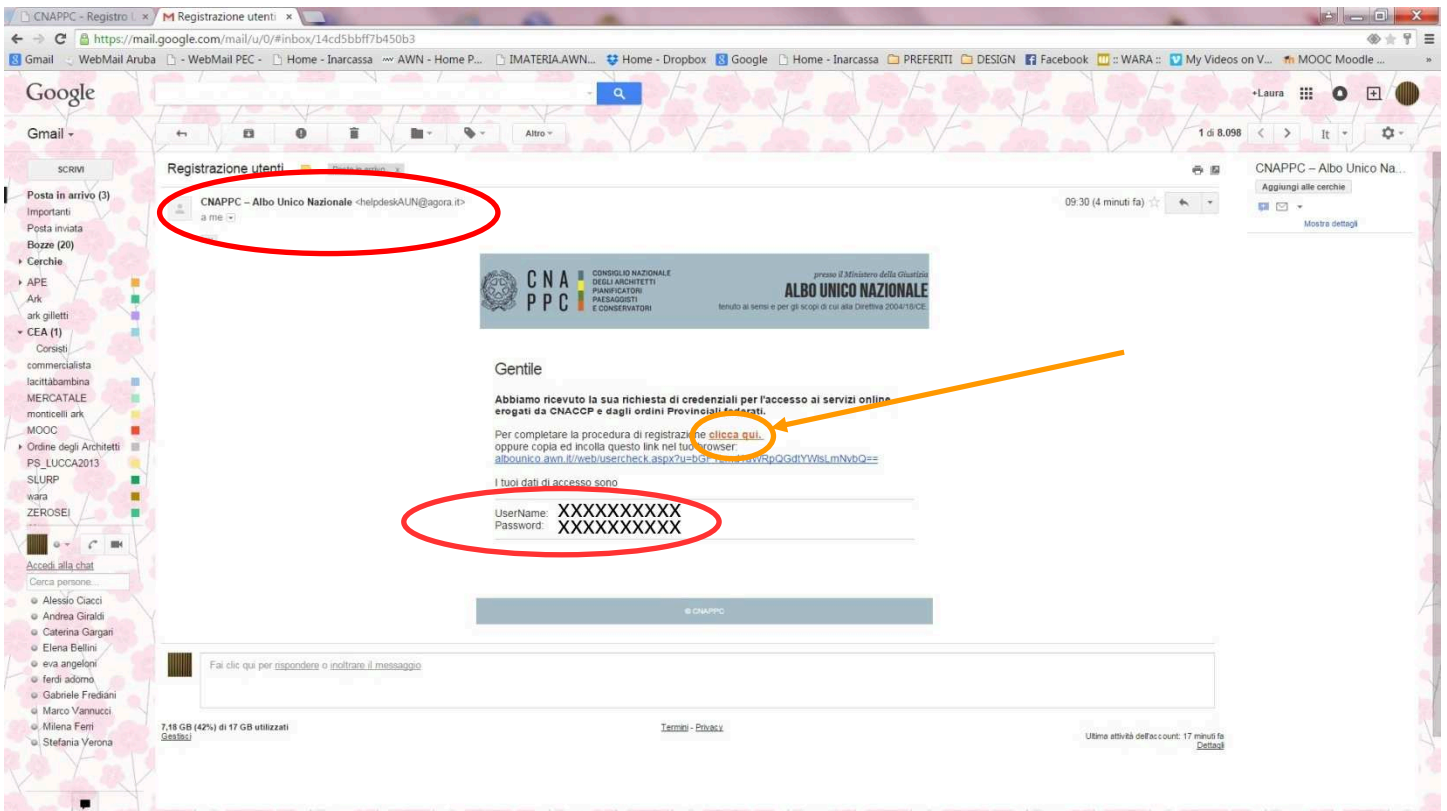 CNAPPC - Registro U
Registrazione utenti
https://mail.google.com/mail/u/0/#inbox/14cd5bbff7b450b3
Gmail WebMail Aruba - WebMail PEC - Home - Inarcassa AWN - Home P... IMATERIA.AWN... Home - Dropbox Google Home - Inarcassa PREFERITI DESIGN Facebook :: WARA :: My Videos on V... MOOC Moodle ... »
Google
+Laura
Gmail
Altro
1 di 8.098
It
SCRIVI
Registrazione utenti
Posta in arrivo x
CNAPPC – Albo Unico Na...
Aggiungi alle cerchie
Mostra dettagli
Posta in arrivo (3)
Importanti
Posta inviata
Bozze (20)
Cerchie
APE
Ark
ark gilletti
CEA (1)
Corsisti
commercialista
lacittàbambina
MERCATALE
monticelli ark
MOOC
Ordine degli Architetti
PS_LUCCA2013
SLURP
wara
ZEROSEI
CNAPPC – Albo Unico Nazionale <helpdeskAUN@agora.it>
a me
09:30 (4 minuti fa)
CNA
PPC
CONSIGLIO NAZIONALE
DEGLI ARCHITETTI
PIANIFICATORI
PAESAGGISTI
E CONSERVATORI
presso il Ministero della Giustizia
ALBO UNICO NAZIONALE
tenuto ai sensi e per gli scopi di cui alla Direttiva 2004/18/CE
Gentile
Abbiamo ricevuto la sua richiesta di credenziali per l'accesso ai servizi online
erogati da CNACCP e dagli ordini Provinciali federati.
Per completare la procedura di registrazione clicca qui.
oppure copia ed incolla questo link nel tuo browser:
albounico.awn.it//web/usercheck.aspx?
I tuoi dati di accesso sono
UserName: XXXXXXXXXX
Password: XXXXXXXXXX
© CNAPPC
Accedi alla chat
Cerca persone...
Alessio Ciacci
Andrea Giraldi
Caterina Gargari
Elena Bellini
eva angeloni
ferdi adorno
Gabriele Frediani
Marco Vannucci
Milena Ferri
Stefania Verona
Fai clic qui per rispondere o inoltrare il messaggio
7,18 GB (42%) di 17 GB utilizzati
Gestisci
Termini - Privacy
Ultima attività dell'account: 17 minuti fa
Dettagli